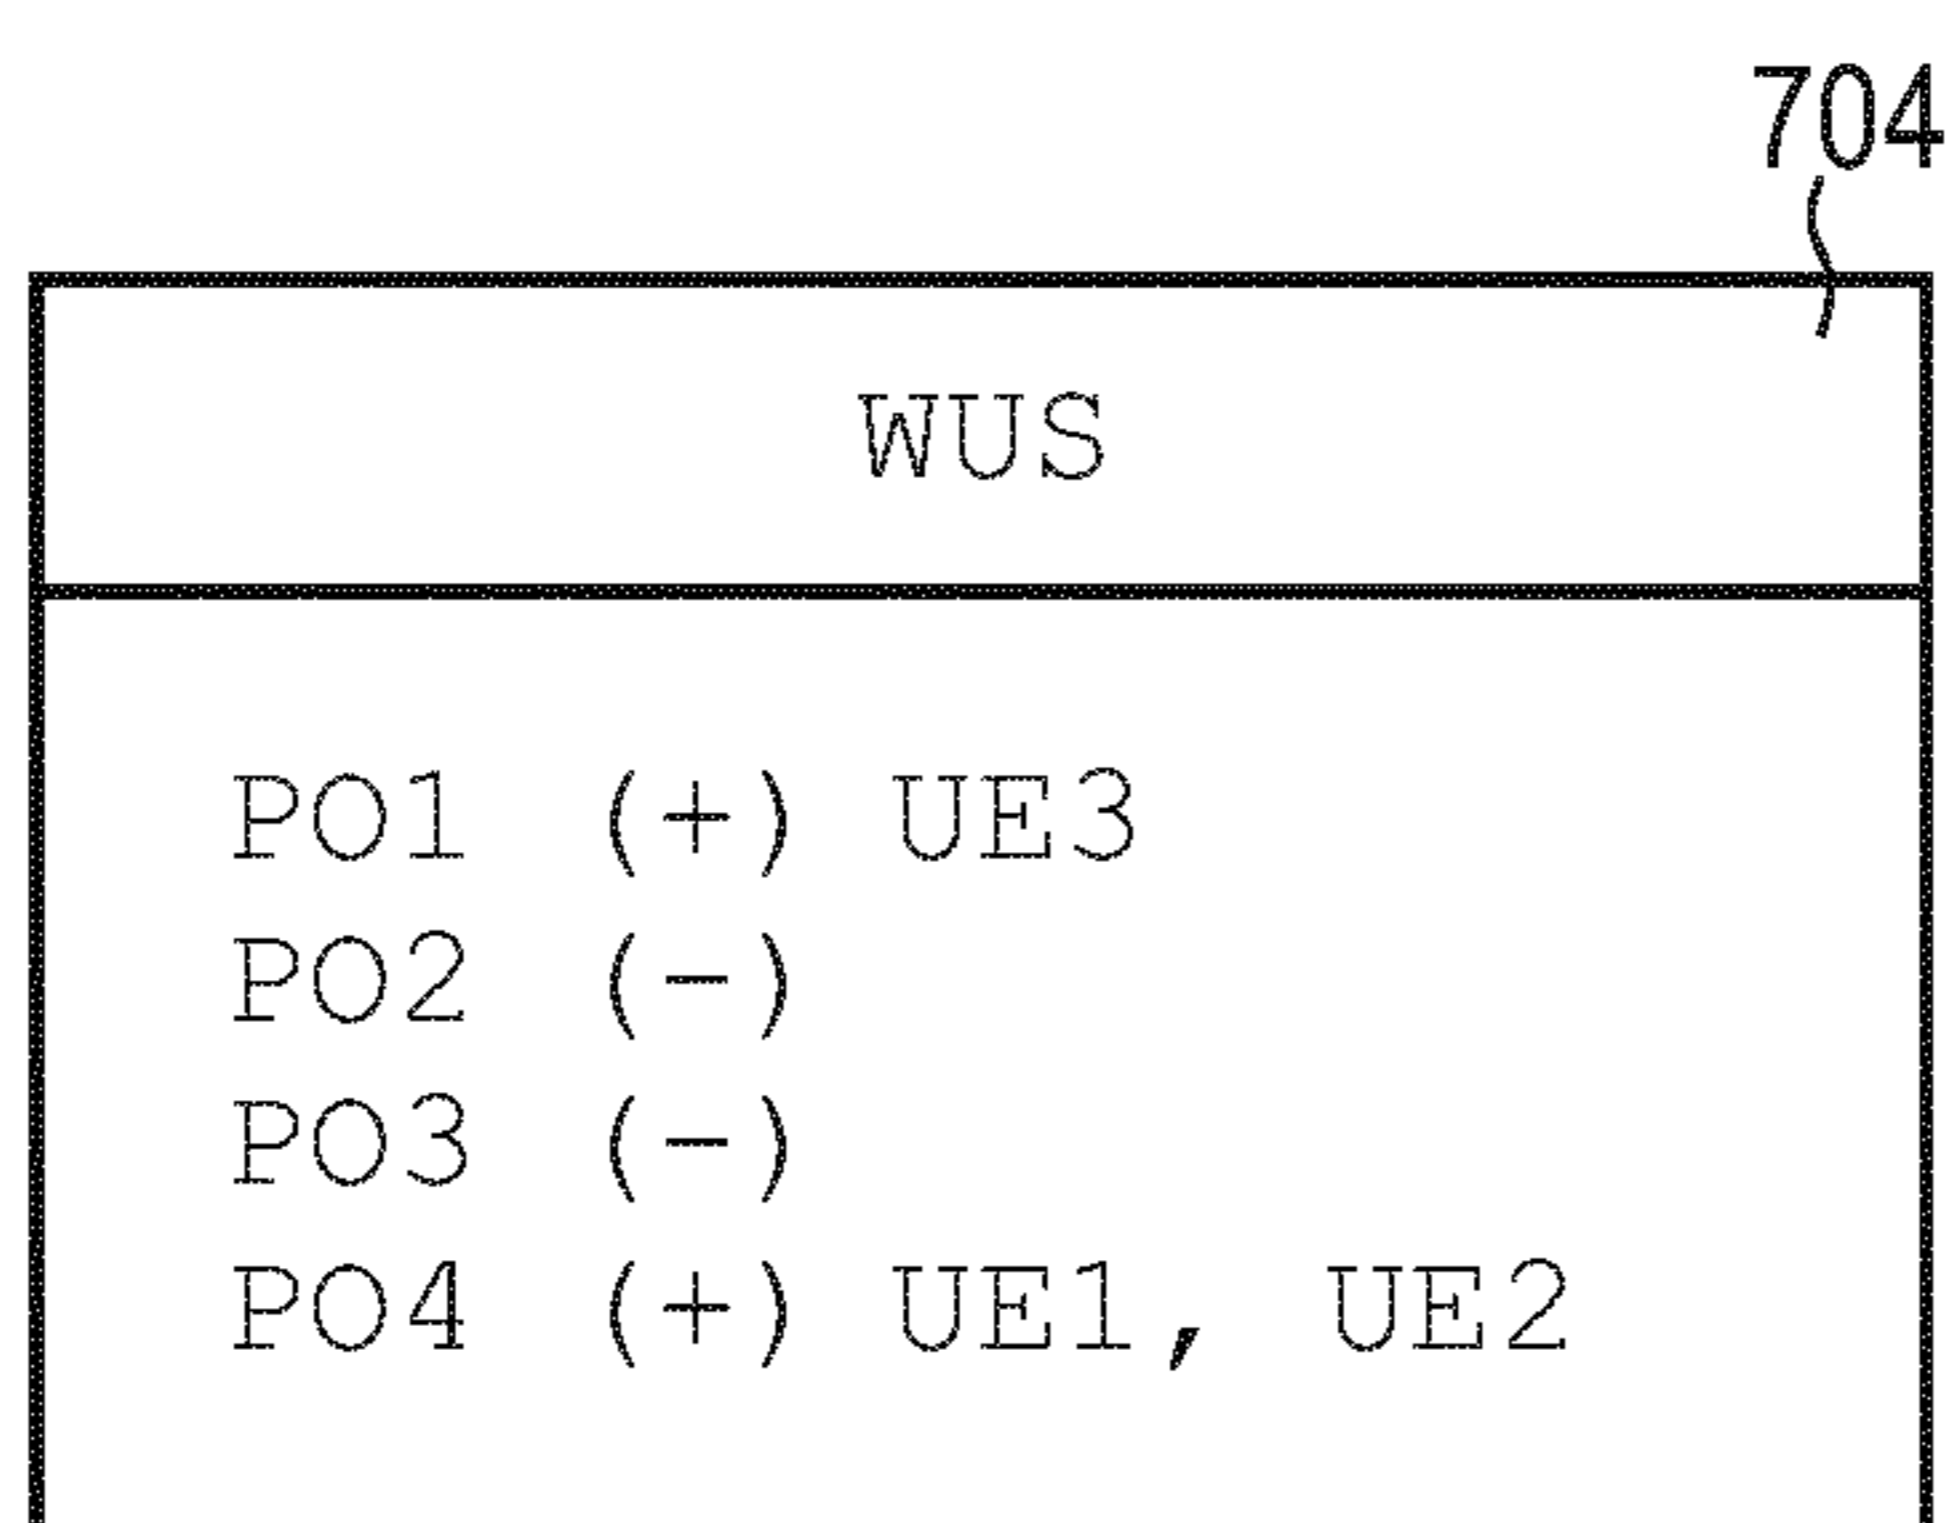 704
WUS
PO1 (+) UE3
PO2 (-)
PO3 (-)
PO4 (+) UE1, UE2